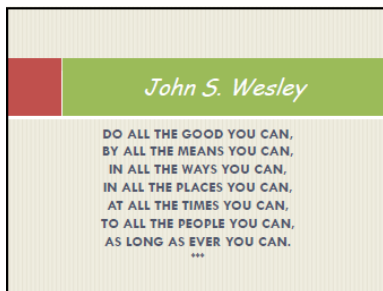 John S. Wesley
DO ALL THE GOOD YOU CAN,
BY ALL THE MEANS YOU CAN,
IN ALL THE WAYS YOU CAN,
IN ALL THE PLACES YOU CAN,
AT ALL THE TIMES YOU CAN,
TO ALL THE PEOPLE YOU CAN,
AS LONG AS EVER YOU CAN.
***